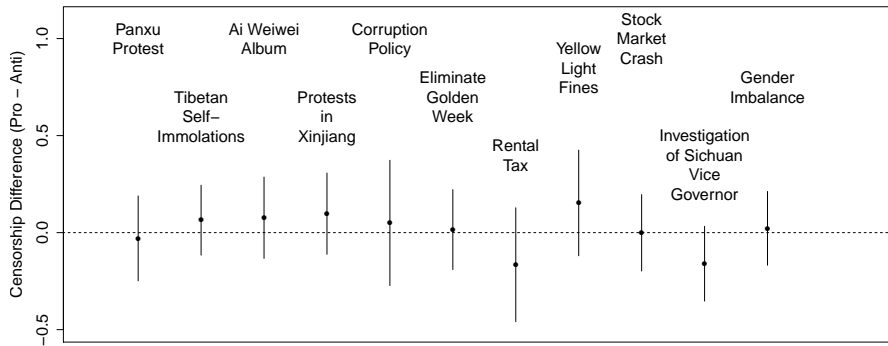 Censorship Difference (Pro − Anti)
1.0
0.5
0.0
−0.5
Panxu
Protest
Tibetan
Self−
Immolations
Ai Weiwei
Album
Protests
in
Xinjiang
Corruption
Policy
Eliminate
Golden
Week
Rental
Tax
Yellow
Light
Fines
Stock
Market
Crash
Investigation
of Sichuan
Vice
Governor
Gender
Imbalance